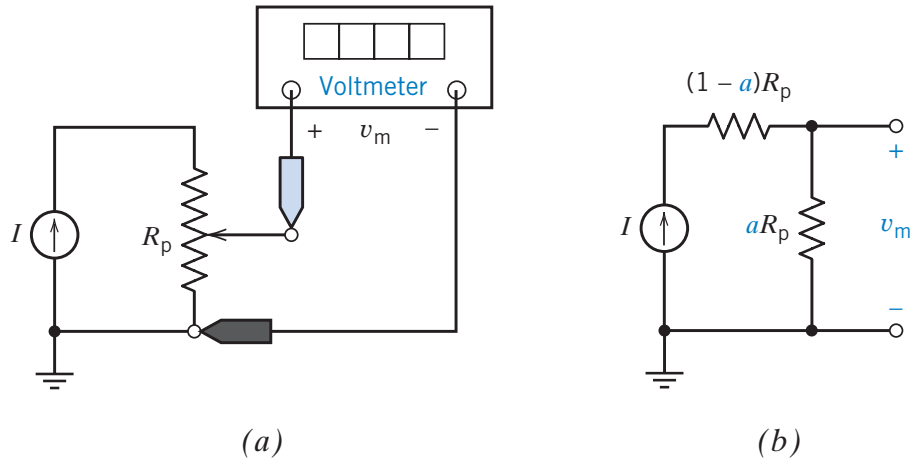 Voltmeter
+ v_m −
I
R_p
(a)
(1 – a)R_p
+
I
aR_p
v_m
−
(b)